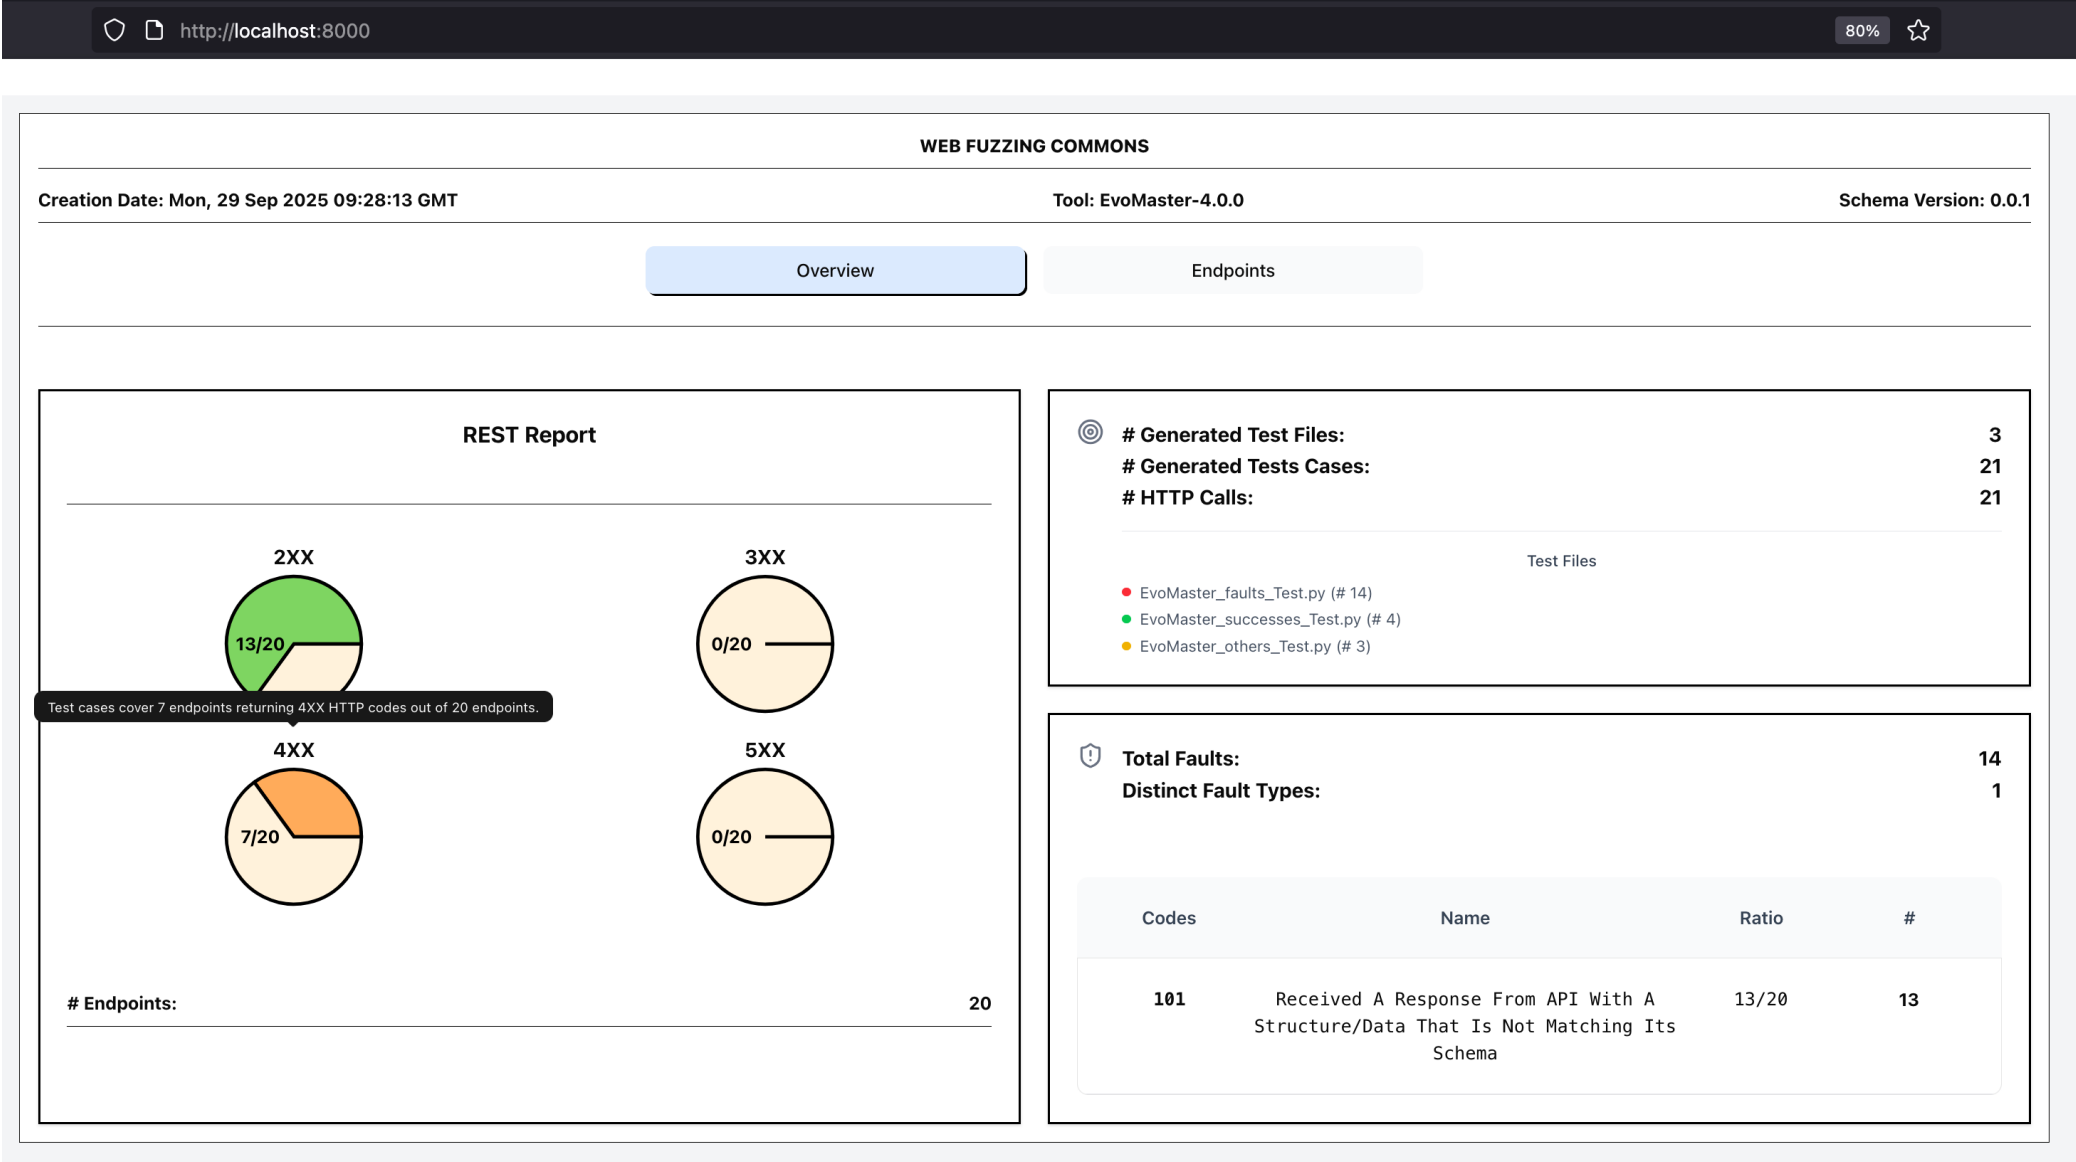 http://localhost:8000
80%
WEB FUZZING COMMONS
Creation Date: Mon, 29 Sep 2025 09:28:13 GMT
Tool: EvoMaster-4.0.0
Schema Version: 0.0.1
Overview
Endpoints
REST Report
2XX
3XX
13/20
0/20
Test cases cover 7 endpoints returning 4XX HTTP codes out of 20 endpoints.
4XX
5XX
7/20
0/20
# Endpoints:
20
# Generated Test Files:
3
# Generated Tests Cases:
21
# HTTP Calls:
21
Test Files
EvoMaster_faults_Test.py (# 14)
EvoMaster_successes_Test.py (# 4)
EvoMaster_others_Test.py (# 3)
Total Faults:
14
Distinct Fault Types:
1
Codes
Name
Ratio
#
101
Received A Response From API With A
Structure/Data That Is Not Matching Its
Schema
13/20
13